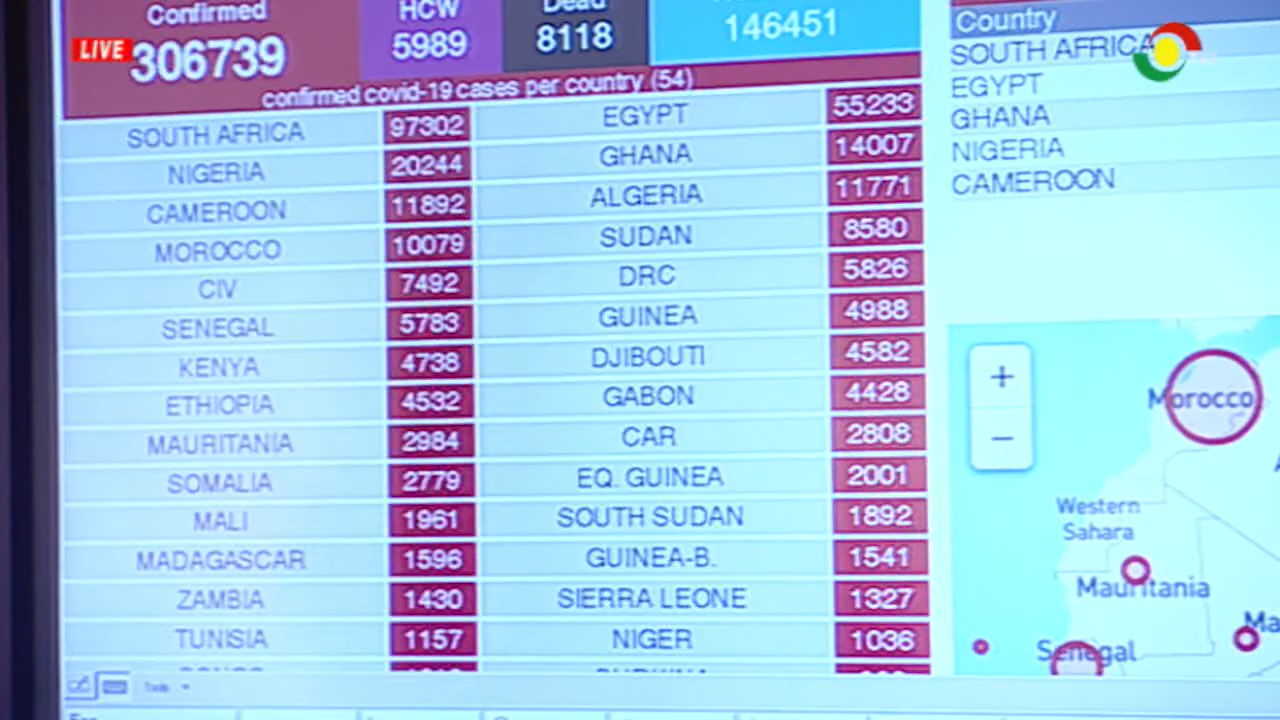 Confirmed
LIVE 306739
HCW
5989
Dead
8118
146451
confirmed covid-19 cases per country (54)
SOUTH AFRICA 97302 EGYPT 55233
NIGERIA 20244 GHANA 14007
CAMEROON 11892 ALGERIA 11771
MOROCCO 10079 SUDAN 8580
CIV 7492 DRC 5826
SENEGAL 5783 GUINEA 4988
KENYA 4738 DJIBOUTI 4582
ETHIOPIA 4532 GABON 4428
MAURITANIA 2984 CAR 2808
SOMALIA 2779 EQ. GUINEA 2001
MALI 1961 SOUTH SUDAN 1892
MADAGASCAR 1596 GUINEA-B. 1541
ZAMBIA 1430 SIERRA LEONE 1327
TUNISIA 1157 NIGER 1036
Country
SOUTH AFRICA
EGYPT
GHANA
NIGERIA
CAMEROON
+
−
Morocco
Western
Sahara
Mauritania
Ma
Senegal